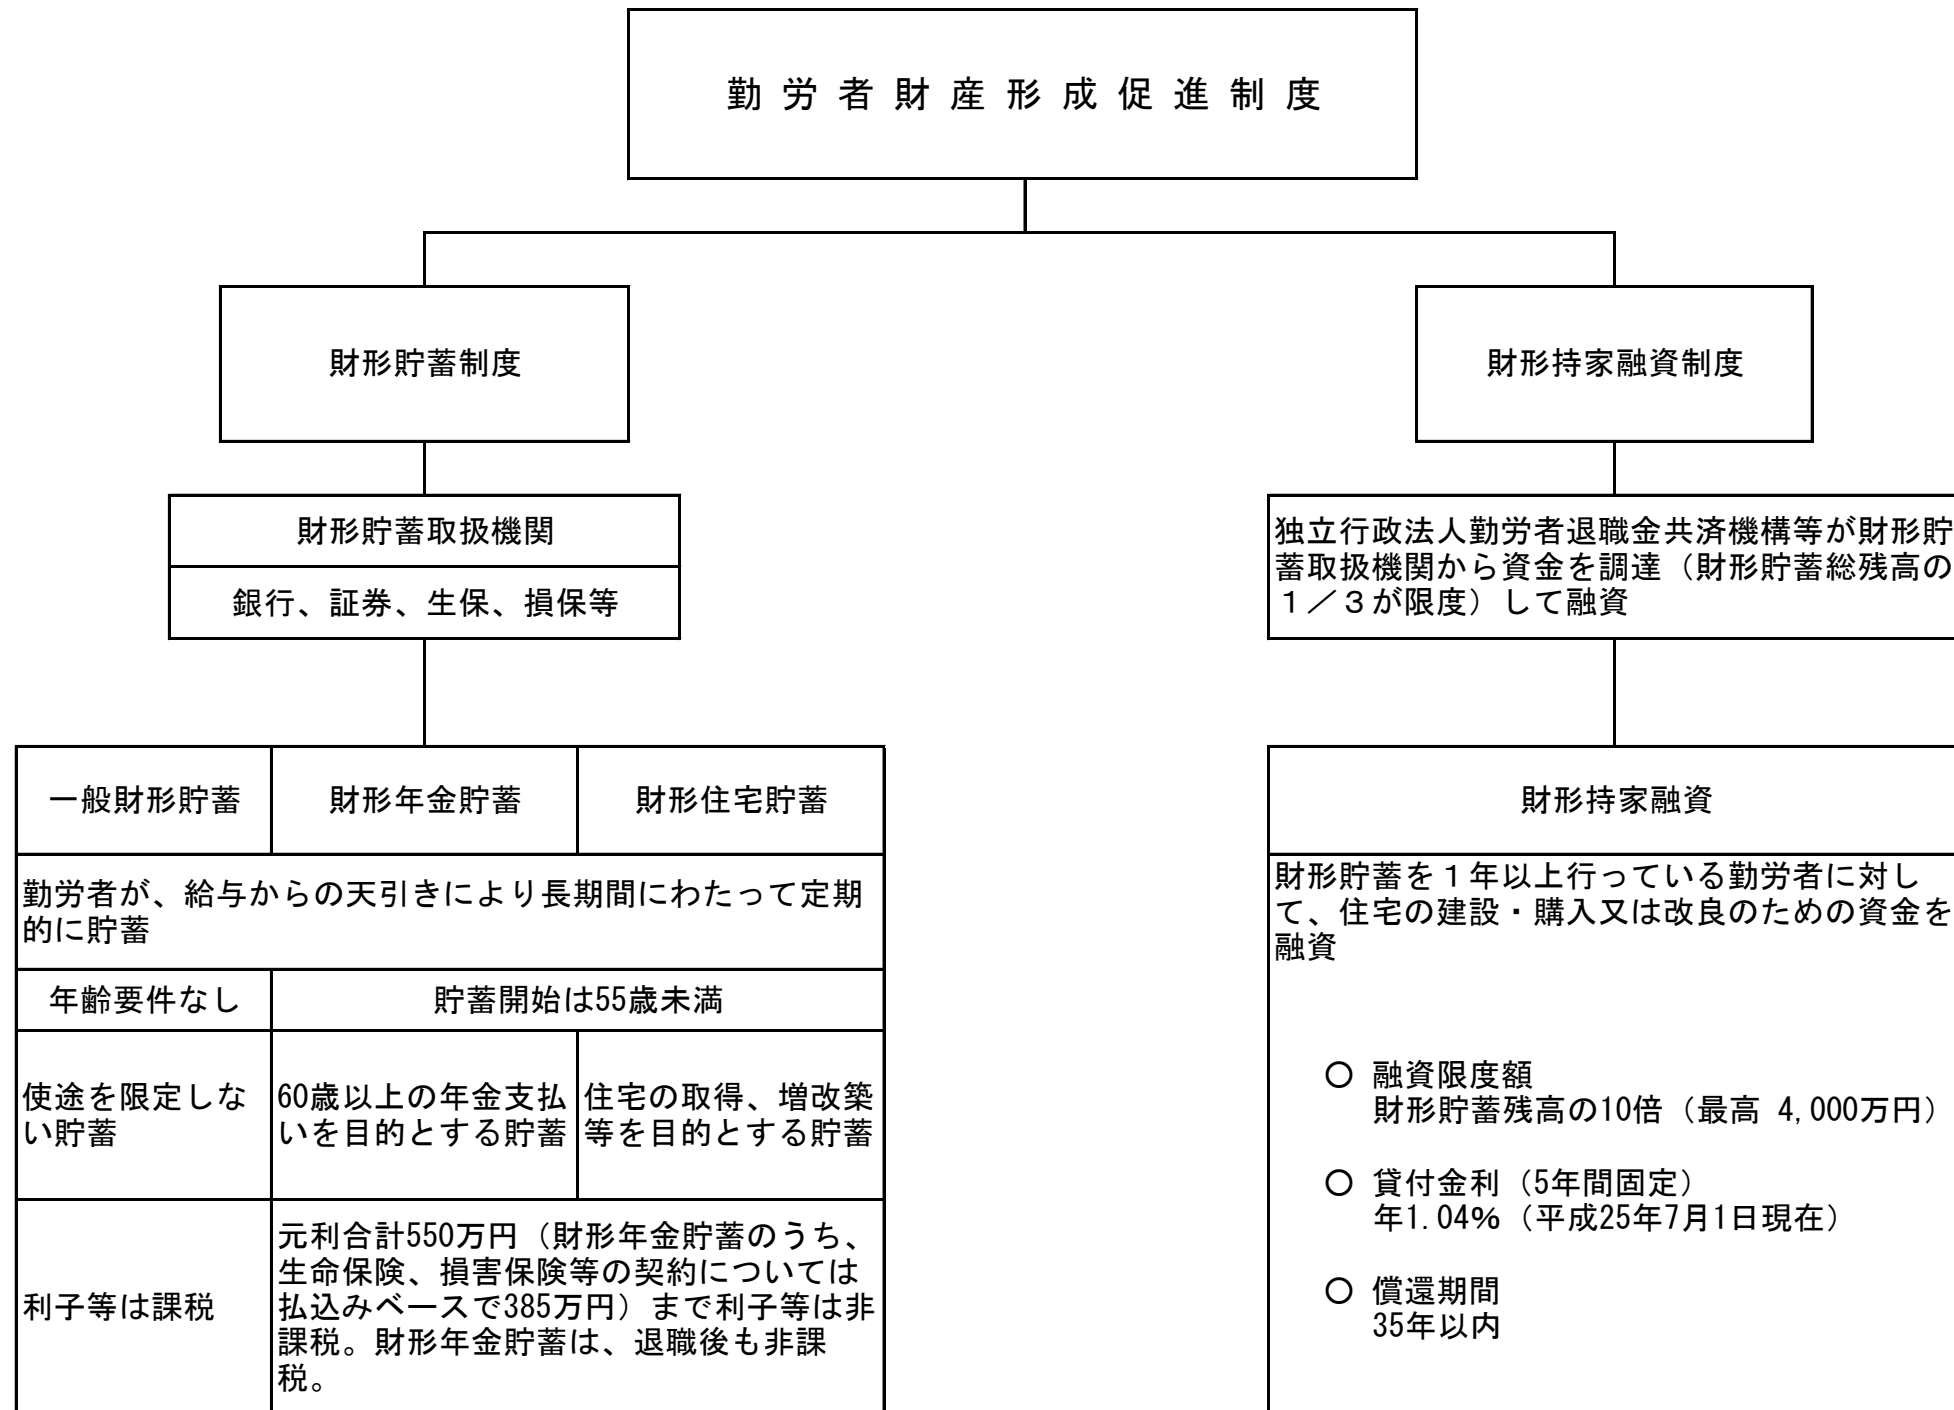 勤労者財産形成促進制度
財形貯蓄制度
財形持家融資制度
財形貯蓄取扱機関
銀行、証券、生保、損保等
独立行政法人勤労者退職金共済機構等が財形貯
蓄取扱機関から資金を調達（財形貯蓄総残高の
１／３が限度）して融資
一般財形貯蓄
財形年金貯蓄
財形住宅貯蓄
勤労者が、給与からの天引きにより長期間にわたって定期
的に貯蓄
年齢要件なし
貯蓄開始は55歳未満
使途を限定しな
い貯蓄
60歳以上の年金支払
いを目的とする貯蓄
住宅の取得、増改築
等を目的とする貯蓄
利子等は課税
元利合計550万円（財形年金貯蓄のうち、
生命保険、損害保険等の契約については
払込みベースで385万円）まで利子等は非
課税。財形年金貯蓄は、退職後も非課
税。
財形持家融資
財形貯蓄を１年以上行っている勤労者に対し
て、住宅の建設・購入又は改良のための資金を
融資
○ 融資限度額
財形貯蓄残高の10倍（最高 4,000万円）
○ 貸付金利（5年間固定）
年1.04％（平成25年7月1日現在）
○ 償還期間
35年以内